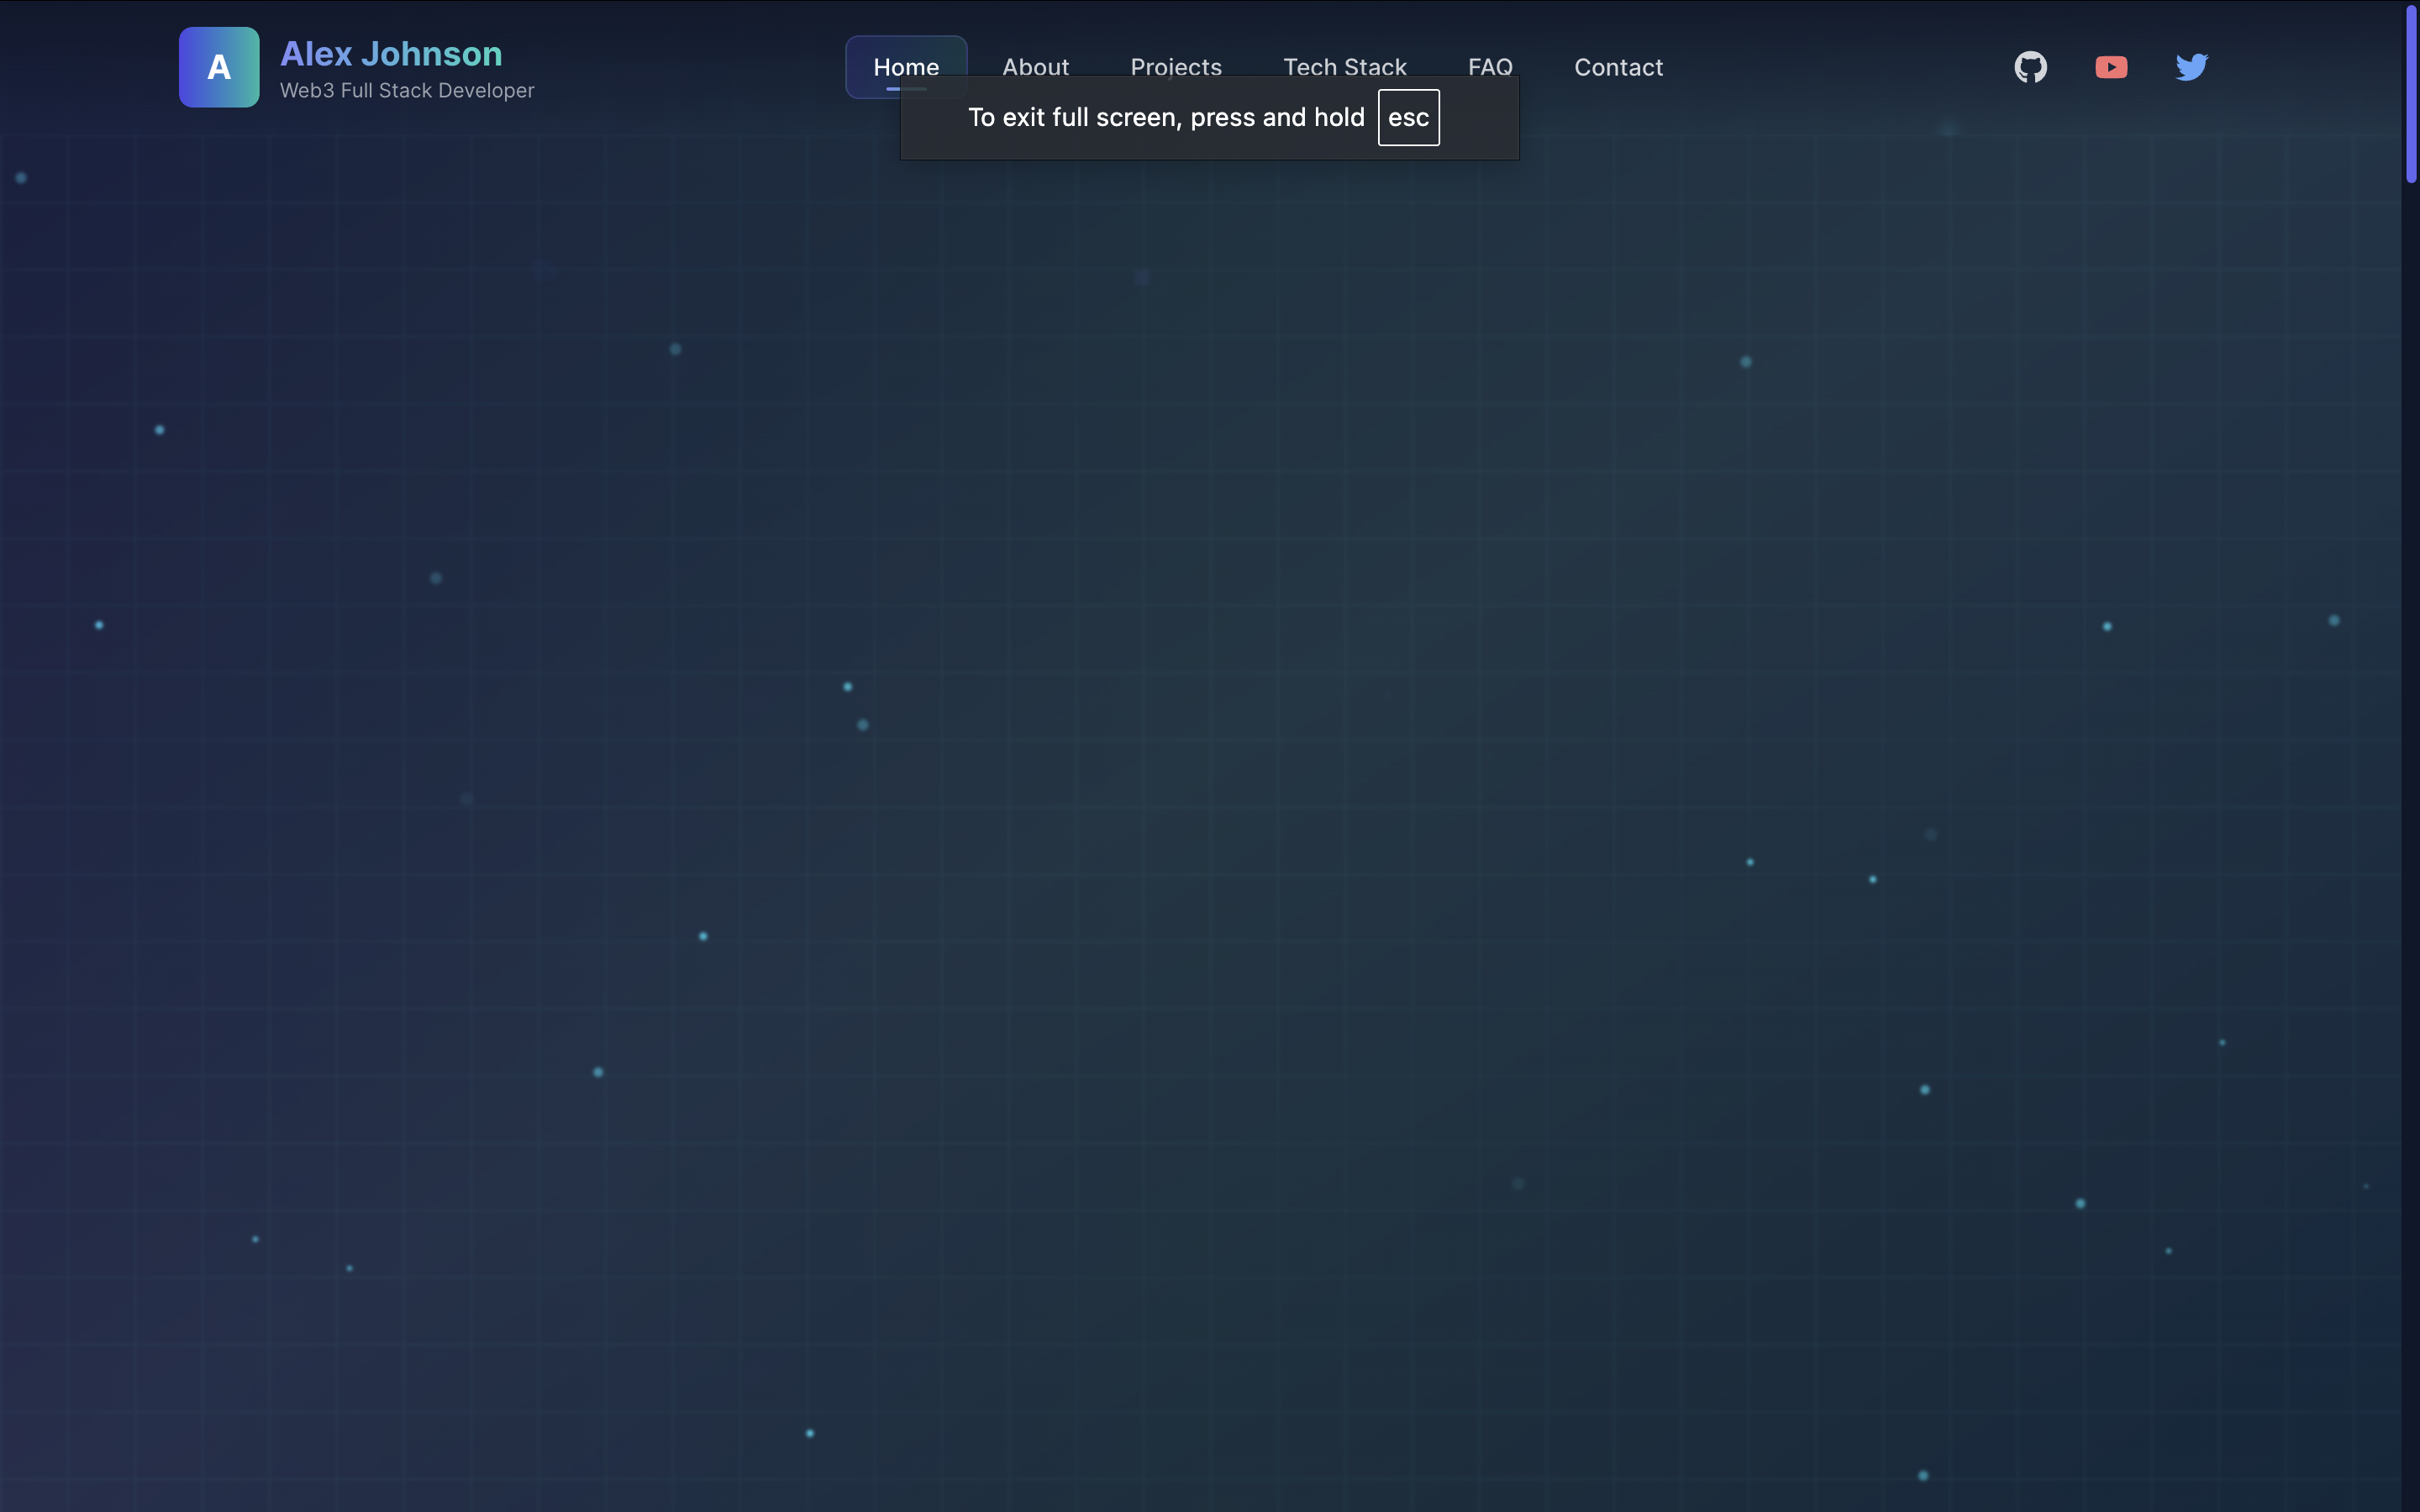 A
Alex Johnson
Web3 Full Stack Developer
Home
About
Projects
Tech Stack
FAQ
Contact
To exit full screen, press and hold esc